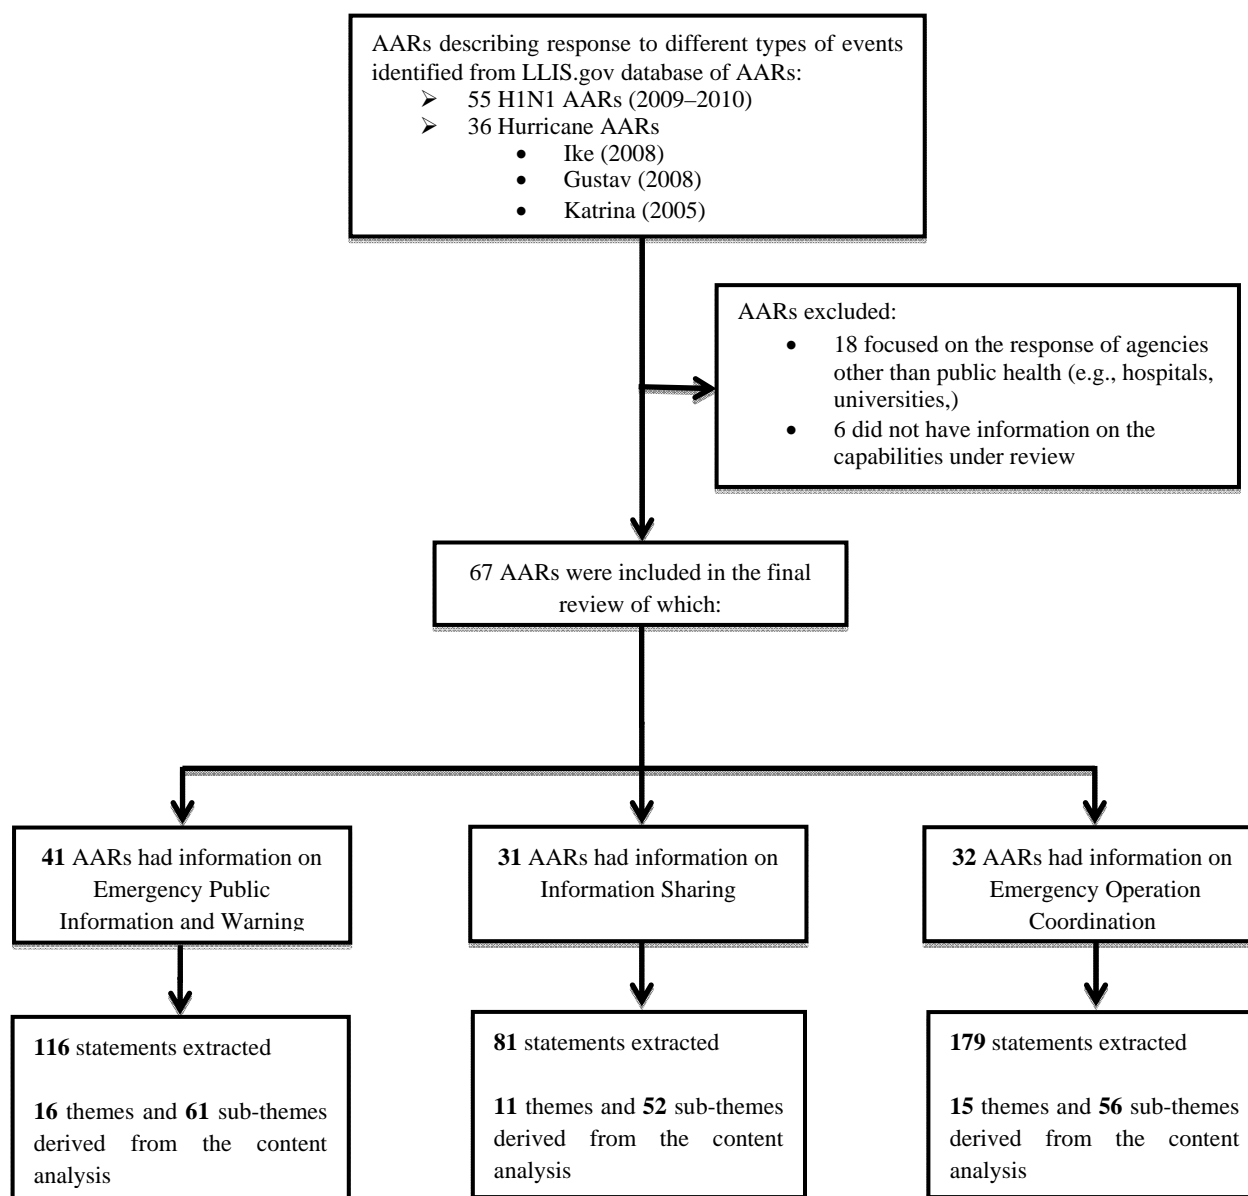 AARs describing response to different types of events
identified from LLIS.gov database of AARs:
➢ 55 H1N1 AARs (2009–2010)
➢ 36 Hurricane AARs
• Ike (2008)
• Gustav (2008)
• Katrina (2005)
AARs excluded:
• 18 focused on the response of agencies
other than public health (e.g., hospitals,
universities,)
• 6 did not have information on the
capabilities under review
67 AARs were included in the final
review of which:
41 AARs had information on
Emergency Public
Information and Warning
31 AARs had information on
Information Sharing
32 AARs had information on
Emergency Operation
Coordination
116 statements extracted
16 themes and 61 sub-themes
derived from the content
analysis
81 statements extracted
11 themes and 52 sub-themes
derived from the content
analysis
179 statements extracted
15 themes and 56 sub-themes
derived from the content
analysis